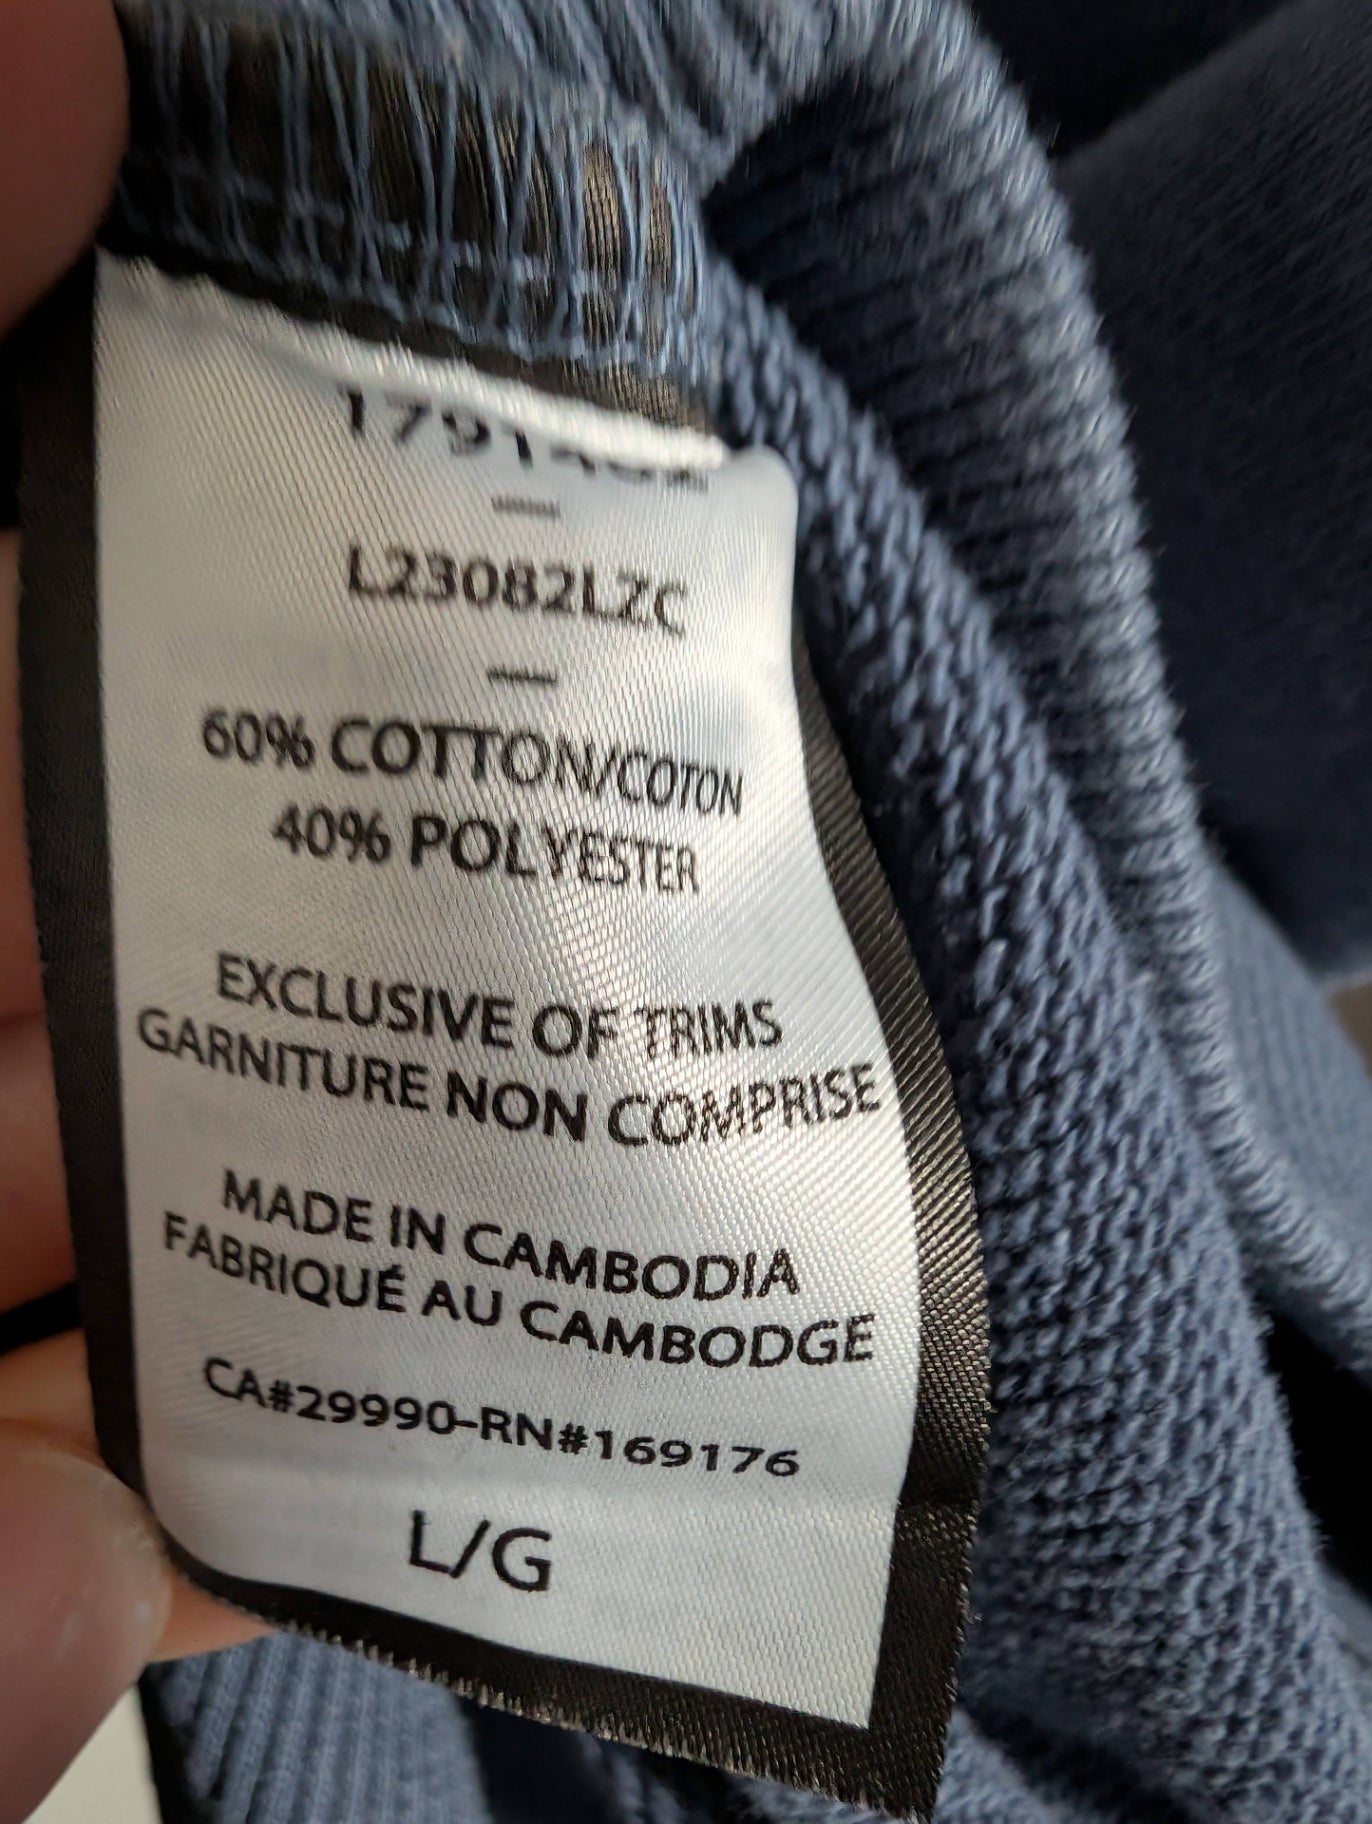 L23082LZC
60% COTTON/COTON
40% POLYESTER
EXCLUSIVE OF TRIMS
GARNITURE NON COMPRISE
MADE IN CAMBODIA
FABRIQUÉ AU CAMBODGE
CA#29990-RN#169176
L/G